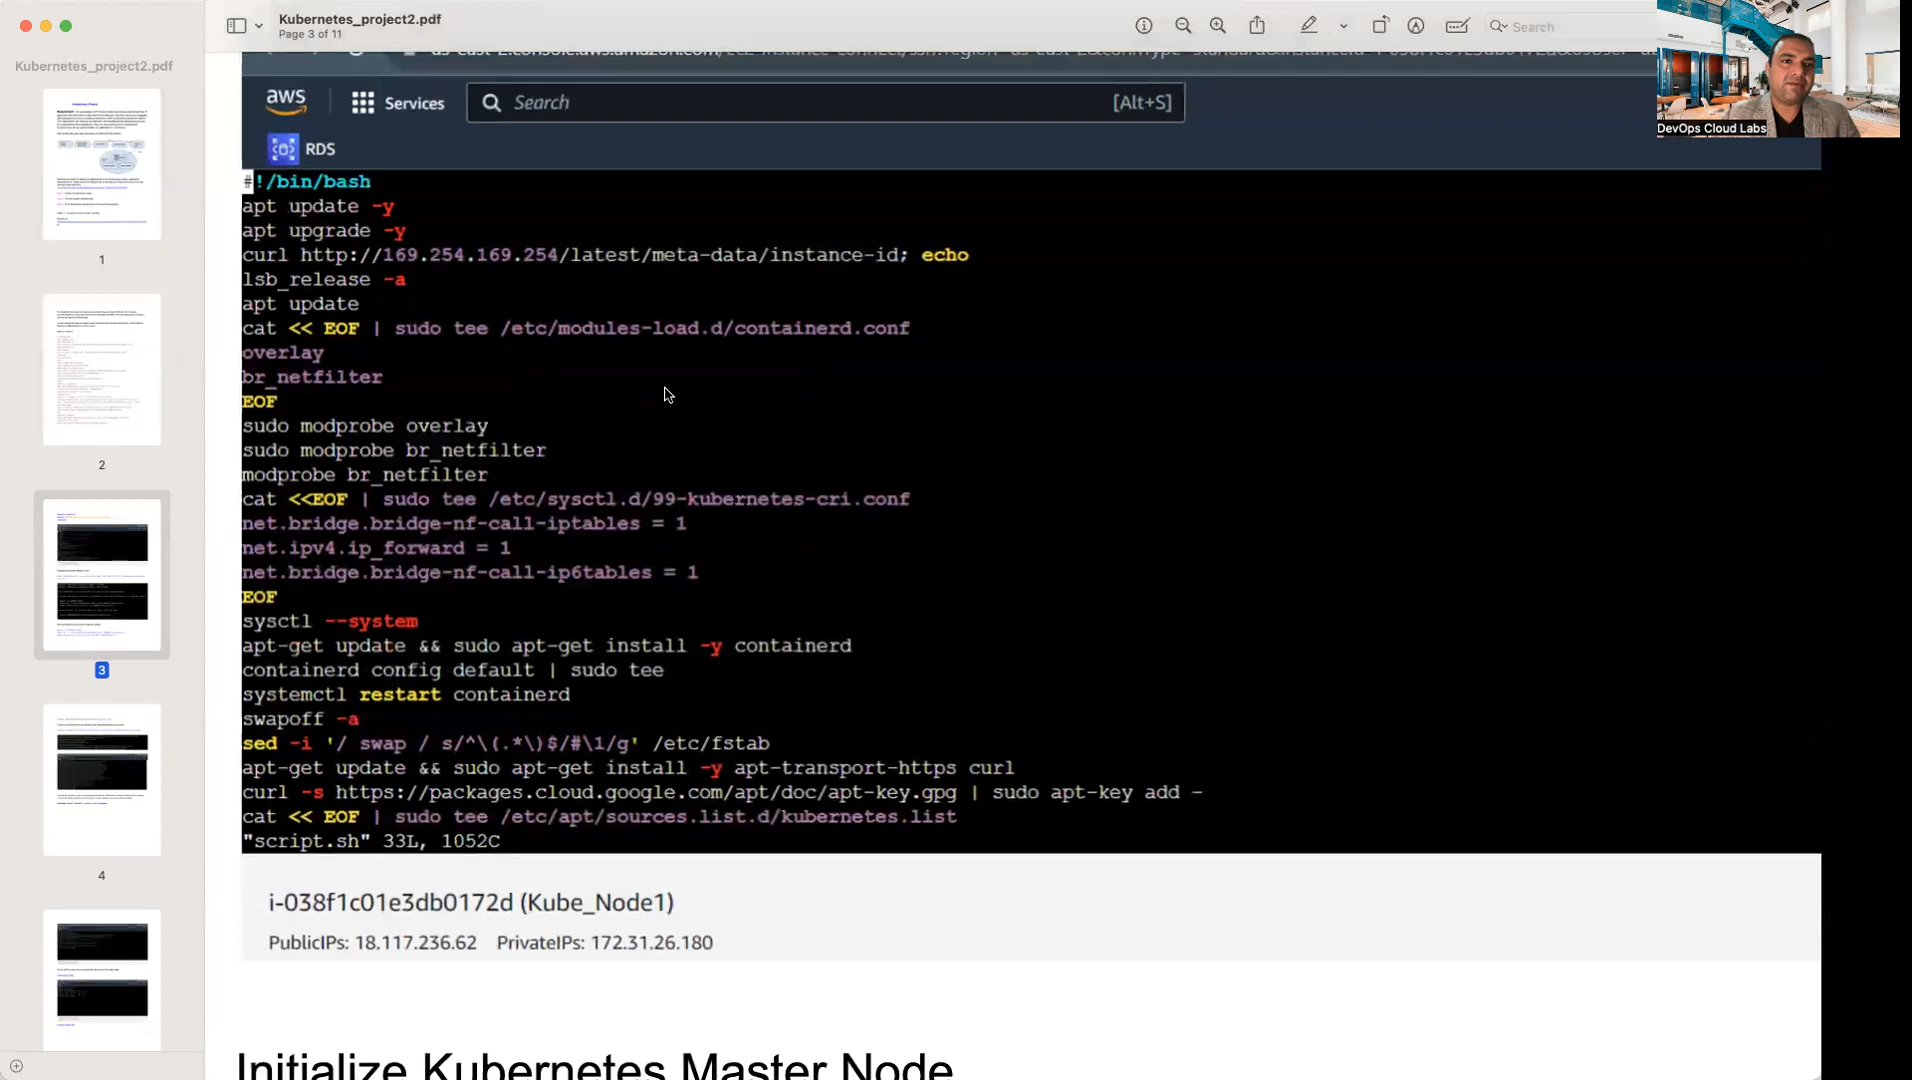 Kubernetes_project2.pdf
Page 3 of 11
Search
DevOps Cloud Labs
Kubernetes_project2.pdf
1
2
3
4
aws
Services
Search
[Alt+S]
RDS
#!/bin/bash
apt update -y
apt upgrade -y
curl http://169.254.169.254/latest/meta-data/instance-id; echo
lsb_release -a
apt update
cat << EOF | sudo tee /etc/modules-load.d/containerd.conf
overlay
br_netfilter
EOF
sudo modprobe overlay
sudo modprobe br_netfilter
modprobe br_netfilter
cat <<EOF | sudo tee /etc/sysctl.d/99-kubernetes-cri.conf
net.bridge.bridge-nf-call-iptables = 1
net.ipv4.ip_forward = 1
net.bridge.bridge-nf-call-ip6tables = 1
EOF
sysctl --system
apt-get update && sudo apt-get install -y containerd
containerd config default | sudo tee
systemctl restart containerd
swapoff -a
sed -i '/ swap / s/^\(.*\)$/#\1/g' /etc/fstab
apt-get update && sudo apt-get install -y apt-transport-https curl
curl -s https://packages.cloud.google.com/apt/doc/apt-key.gpg | sudo apt-key add -
cat << EOF | sudo tee /etc/apt/sources.list.d/kubernetes.list
"script.sh" 33L, 1052C
i-038f1c01e3db0172d (Kube_Node1)
PublicIPs: 18.117.236.62 PrivateIPs: 172.31.26.180
Initialize Kubernetes Master Node